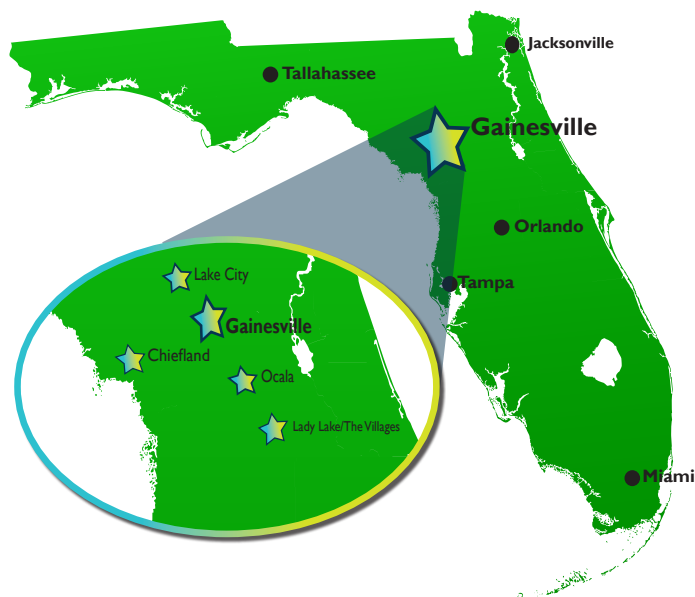 Jacksonville
Tallahassee
Gainesville
Orlando
Tampa
Lake City
Gainesville
Chiefland
Ocala
Lady Lake/The Villages
Miami